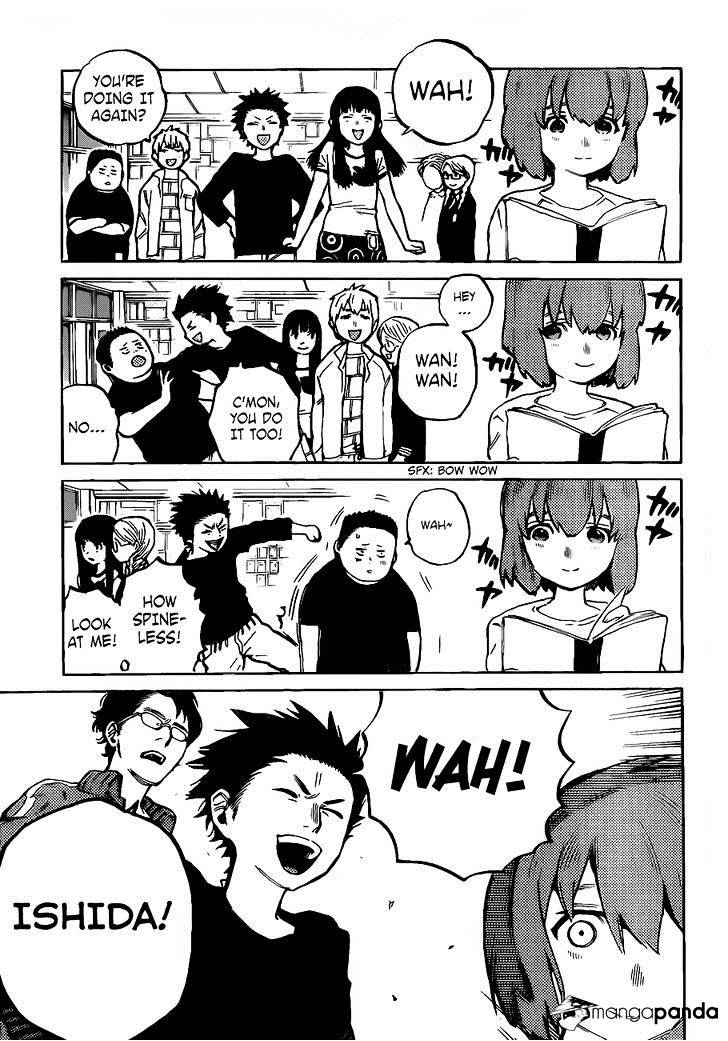 YOU'RE
DOING IT
AGAIN?
WAH!
HEY
...
WAN!
WAN!
C'MON,
YOU DO
IT TOO!
NO...
SFX: BOW WOW
WAH~
HOW
SPINE-
LESS!
LOOK
AT ME!
WAH!
ISHIDA!
mangapanda